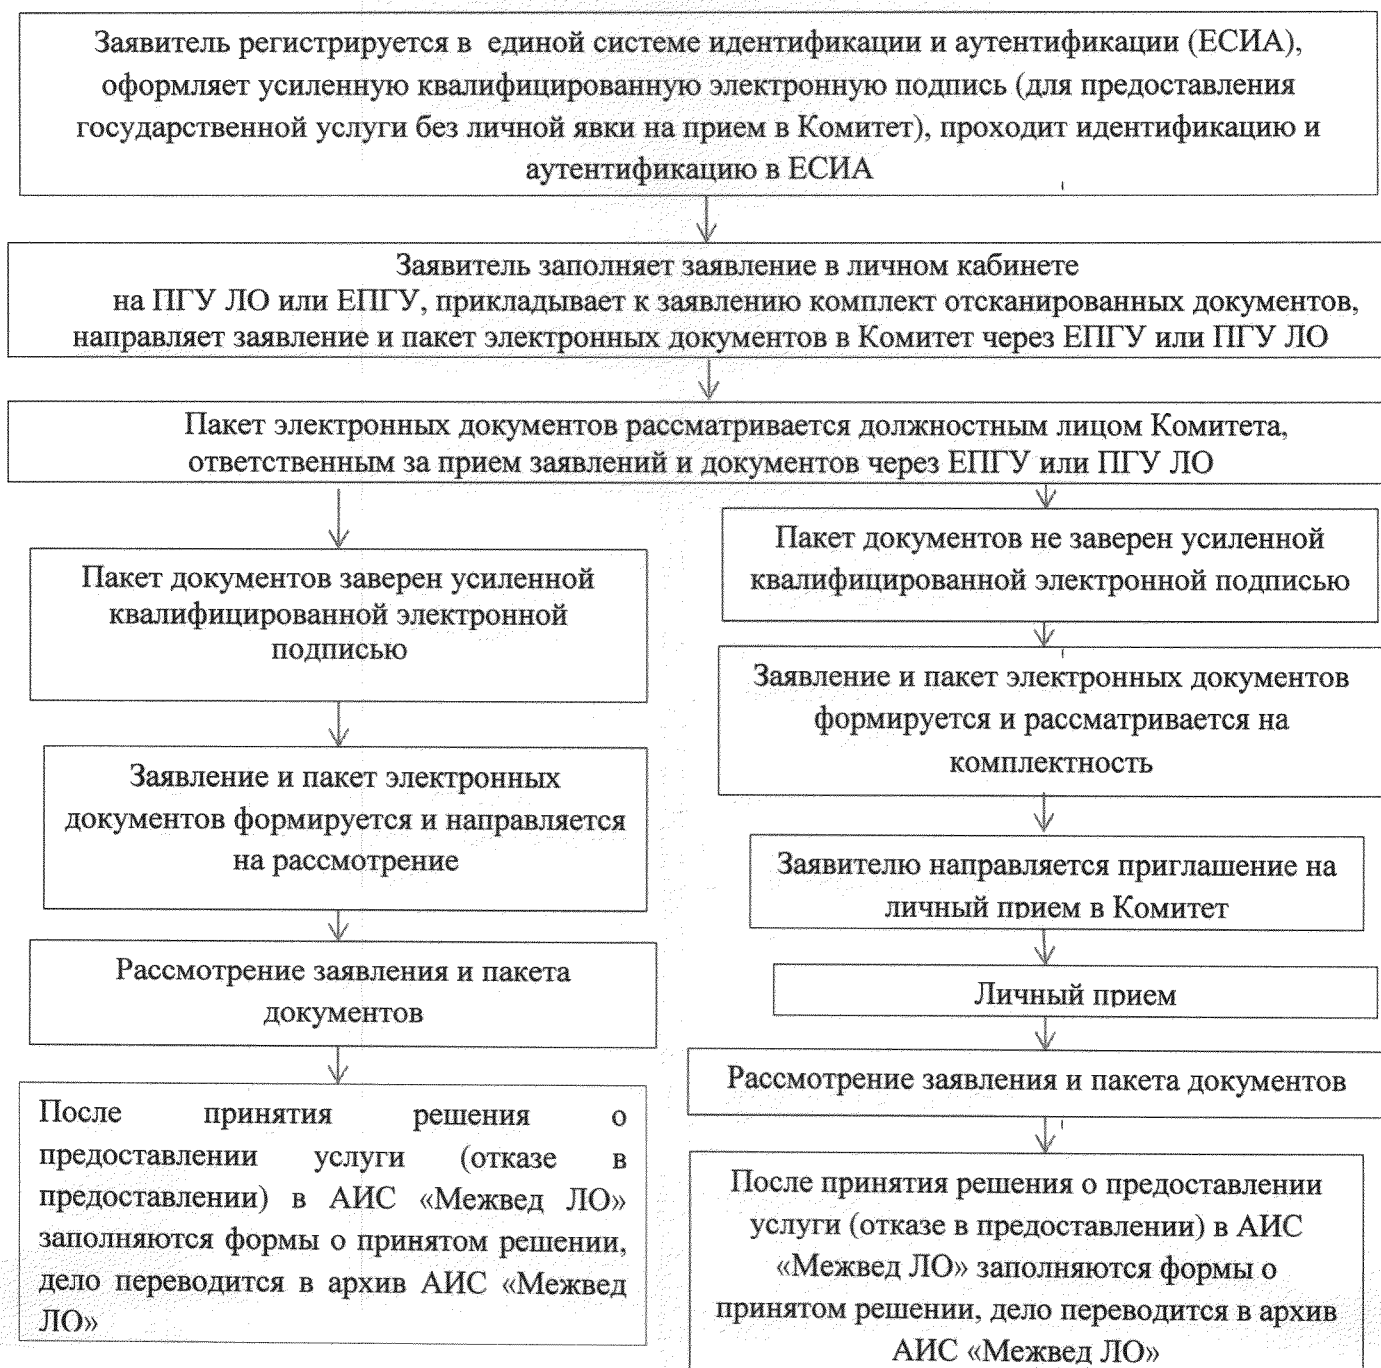 Заявитель регистрируется в единой системе идентификации и аутентификации (ЕСИА),
оформляет усиленную квалифицированную электронную подпись (для предоставления
государственной услуги без личной явки на прием в Комитет), проходит идентификацию и
аутентификацию в ЕСИА
Заявитель заполняет заявление в личном кабинете
на ПГУ ЛО или ЕПГУ, прикладывает к заявлению комплект отсканированных документов,
направляет заявление и пакет электронных документов в Комитет через ЕПГУ или ПГУ ЛО
Пакет электронных документов рассматривается должностным лицом Комитета,
ответственным за прием заявлений и документов через ЕПГУ или ПГУ ЛО
Пакет документов заверен усиленной
квалифицированной электронной
подписью
Заявление и пакет электронных
документов формируется и направляется
на рассмотрение
Рассмотрение заявления и пакета
документов
После принятия решения о
предоставлении услуги (отказе в
предоставлении) в АИС «Межвед ЛО»
заполняются формы о принятом решении,
дело переводится в архив АИС «Межвед
ЛО»
Пакет документов не заверен усиленной
квалифицированной электронной подписью
Заявление и пакет электронных документов
формируется и рассматривается на
комплектность
Заявителю направляется приглашение на
личный прием в Комитет
Личный прием
Рассмотрение заявления и пакета документов
После принятия решения о предоставлении
услуги (отказе в предоставлении) в АИС
«Межвед ЛО» заполняются формы о
принятом решении, дело переводится в архив
АИС «Межвед ЛО»